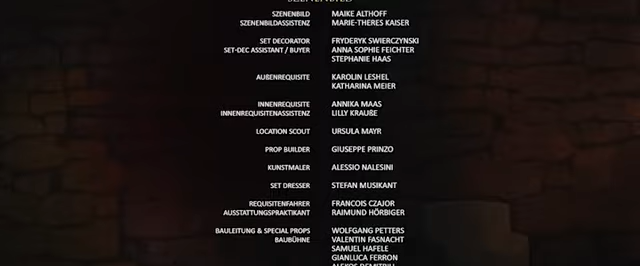 SZENENBILD MAIKE ALTHOFF
SZENENBILDASSISTENZ MARIE-THERES KAISER
SET DECORATOR FRYDERYK SWIERCZYNSKI
SET-DEC ASSISTANT / BUYER ANNA SOPHIE FEICHTER
STEPHANIE HAAS
AUßENREQUISITE KAROLIN LESHEL
KATHARINA MEIER
INNENREQUISITE ANNIKA MAAS
INNENREQUISITENASSISTENZ LILLY KRAUßE
LOCATION SCOUT URSULA MAYR
PROP BUILDER GIUSEPPE PRINZO
KUNSTMALER ALESSIO NALESINI
SET DRESSER STEFAN MUSIKANT
REQUISITENFAHRER FRANCOIS CZAJOR
AUSSTATTUNGSPRAKTIKANT RAIMUND HÖRBIGER
BAULEITUNG & SPECIAL PROPS WOLFGANG PETTERS
BAUBÜHNE VALENTIN FASNACHT
SAMUEL HAFELE
GIANLUCA FERRON